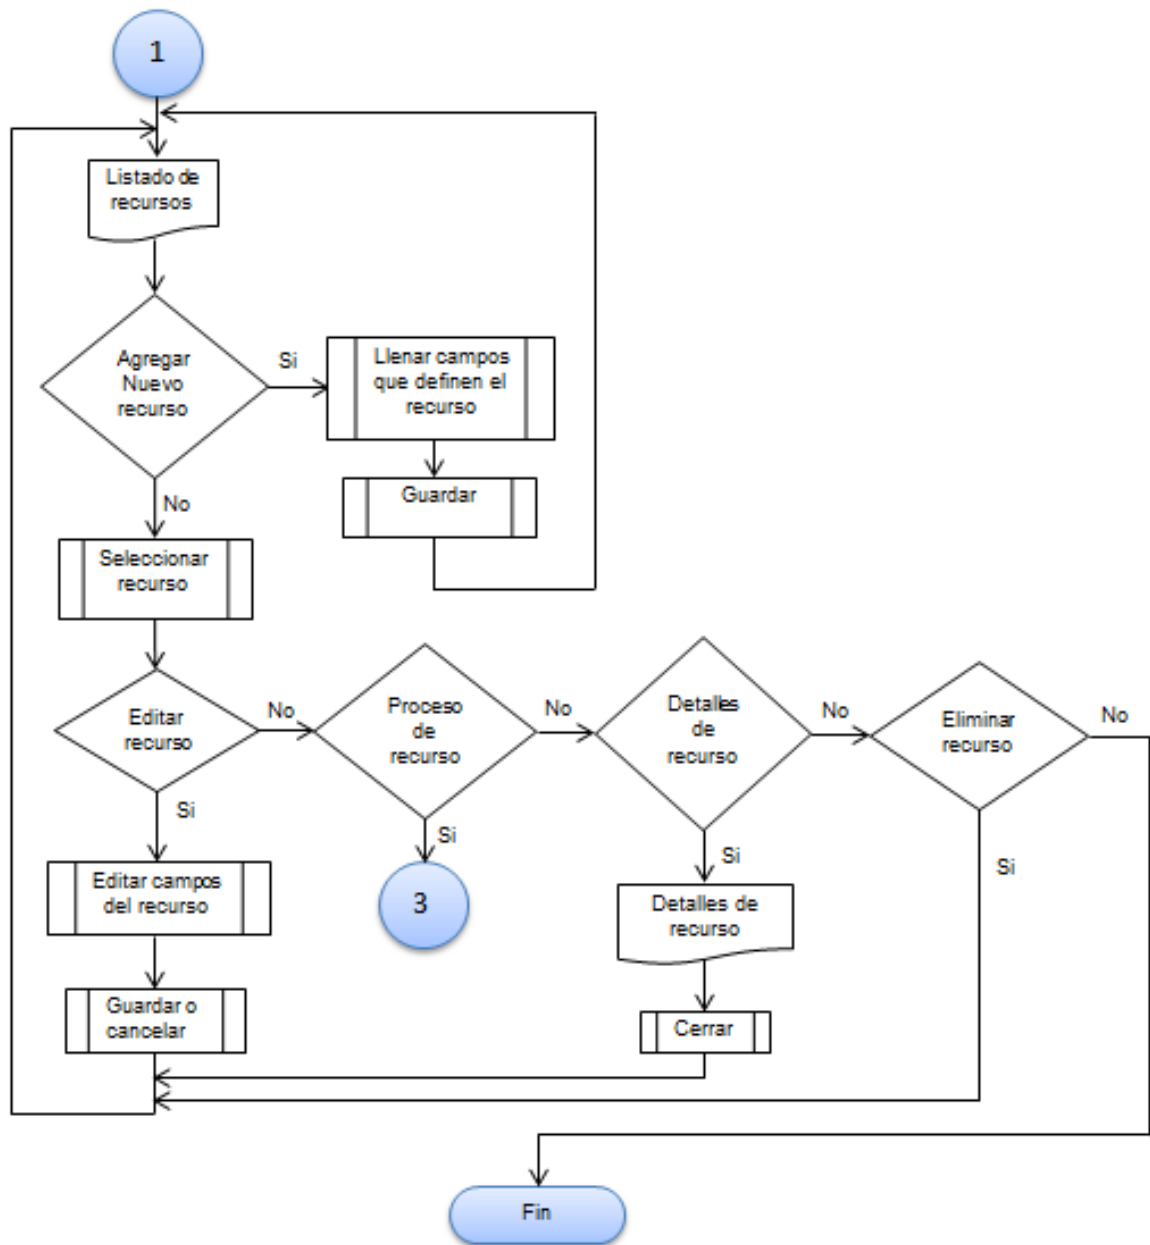 1
Listado de
recursos
Agregar
Nuevo
recurso
Si
Llenar campos
que definen el
recurso
Guardar
No
Seleccionar
recurso
Editar
recurso
No
Proceso
de
recurso
No
Detalles
de
recurso
No
Eliminar
recurso
No
Si
Editar campos
del recurso
Guardar o
cancelar
Si
3
Si
Detalles de
recurso
Cerrar
Si
Fin